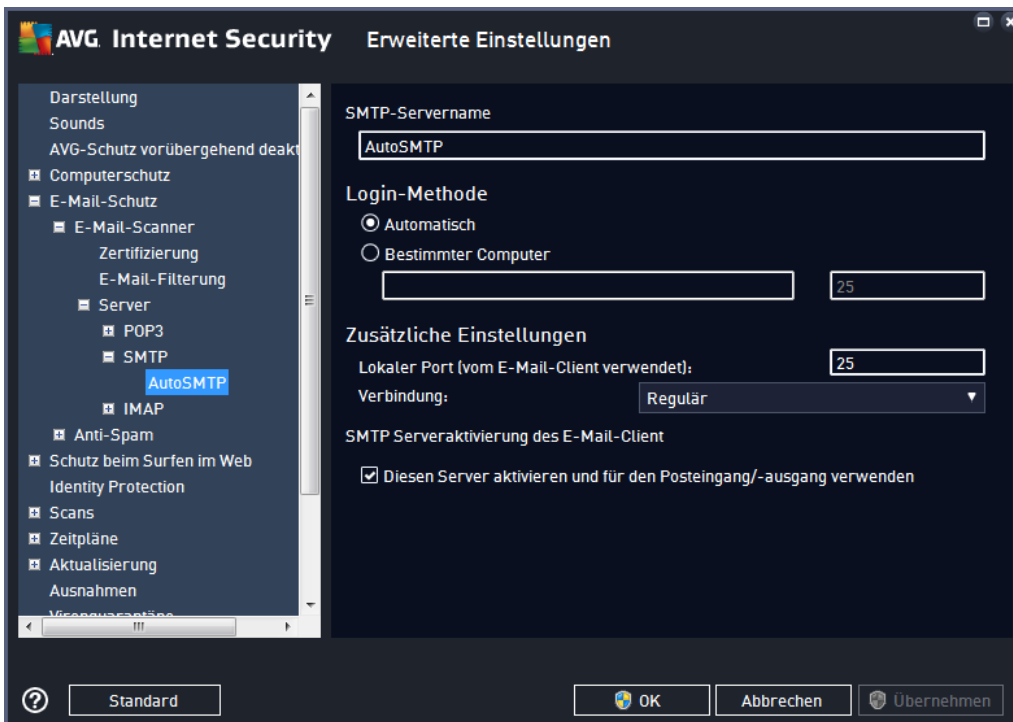 AVG Internet Security Erweiterte Einstellungen
Darstellung
Sounds
AVG-Schutz vorübergehend deakt
Computerschutz
E-Mail-Schutz
E-Mail-Scanner
Zertifizierung
E-Mail-Filterung
Server
POP3
SMTP
AutoSMTP
IMAP
Anti-Spam
Schutz beim Surfen im Web
Identity Protection
Scans
Zeitpläne
Aktualisierung
Ausnahmen
Virenquarantäne
SMTP-Servername
AutoSMTP
Login-Methode
Automatisch
Bestimmter Computer
25
Zusätzliche Einstellungen
Lokaler Port (vom E-Mail-Client verwendet):
25
Verbindung:
Regulär
SMTP Serveraktivierung des E-Mail-Client
Diesen Server aktivieren und für den Posteingang/-ausgang verwenden
Standard
OK
Abbrechen
Übernehmen